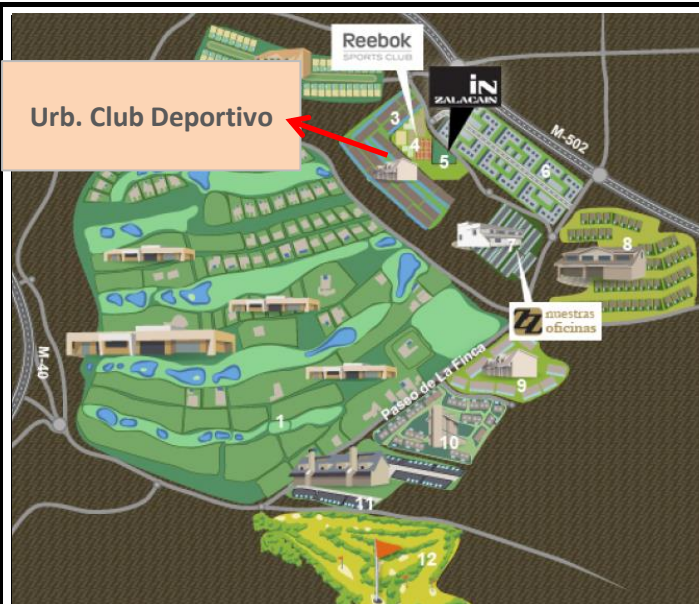 Reebok
SPORTS CLUB
in
ZALACAIN
Urb. Club Deportivo
3
4
5
M-502
6
7
8
nuestras
oficinas
M-40
Paseo de La Finca
9
1
10
11
12